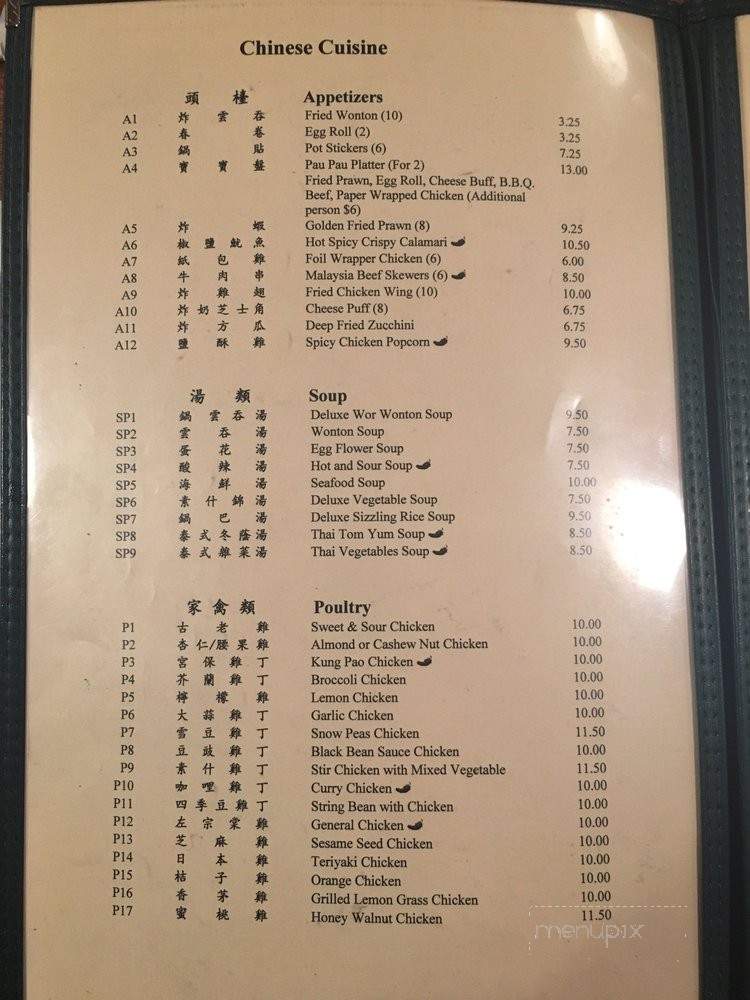 Chinese Cuisine
頭檯 Appetizers
A1 炸雲吞 Fried Wonton (10) 3.25
A2 春卷 Egg Roll (2) 3.25
A3 鍋貼 Pot Stickers (6) 7.25
A4 寶寶盤 Pau Pau Platter (For 2) 13.00
Fried Prawn, Egg Roll, Cheese Buff, B.B.Q.
Beef, Paper Wrapped Chicken (Additional
person $6)
A5 炸蝦 Golden Fried Prawn (8) 9.25
A6 椒鹽魷魚 Hot Spicy Crispy Calamari 10.50
A7 紙包雞 Foil Wrapper Chicken (6) 6.00
A8 牛肉串 Malaysia Beef Skewers (6) 8.50
A9 炸雞翅 Fried Chicken Wing (10) 10.00
A10 炸奶芝士角 Cheese Puff (8) 6.75
A11 炸方瓜 Deep Fried Zucchini 6.75
A12 鹽酥雞 Spicy Chicken Popcorn 9.50
湯類 Soup
SP1 鍋雲吞湯 Deluxe Wor Wonton Soup 9.50
SP2 雲吞湯 Wonton Soup 7.50
SP3 蛋花湯 Egg Flower Soup 7.50
SP4 酸辣湯 Hot and Sour Soup 7.50
SP5 海鮮湯 Seafood Soup 10.00
SP6 素什錦湯 Deluxe Vegetable Soup 7.50
SP7 鍋巴湯 Deluxe Sizzling Rice Soup 9.50
SP8 泰式冬蔭湯 Thai Tom Yum Soup 8.50
SP9 泰式雜菜湯 Thai Vegetables Soup 8.50
家禽類 Poultry
P1 古老雞 Sweet & Sour Chicken 10.00
P2 杏仁/腰果雞 Almond or Cashew Nut Chicken 10.00
P3 宮保雞丁 Kung Pao Chicken 10.00
P4 芥蘭雞丁 Broccoli Chicken 10.00
P5 檸檬雞 Lemon Chicken 10.00
P6 大蒜雞丁 Garlic Chicken 10.00
P7 雪豆雞丁 Snow Peas Chicken 11.50
P8 豆豉雞丁 Black Bean Sauce Chicken 10.00
P9 素什雞丁 Stir Chicken with Mixed Vegetable 11.50
P10 咖哩雞丁 Curry Chicken 10.00
P11 四季豆雞丁 String Bean with Chicken 10.00
P12 左宗棠雞 General Chicken 10.00
P13 芝麻雞 Sesame Seed Chicken 10.00
P14 日本雞 Teriyaki Chicken 10.00
P15 桔子雞 Orange Chicken 10.00
P16 香茅雞 Grilled Lemon Grass Chicken 10.00
P17 蜜桃雞 Honey Walnut Chicken 11.50
menupix